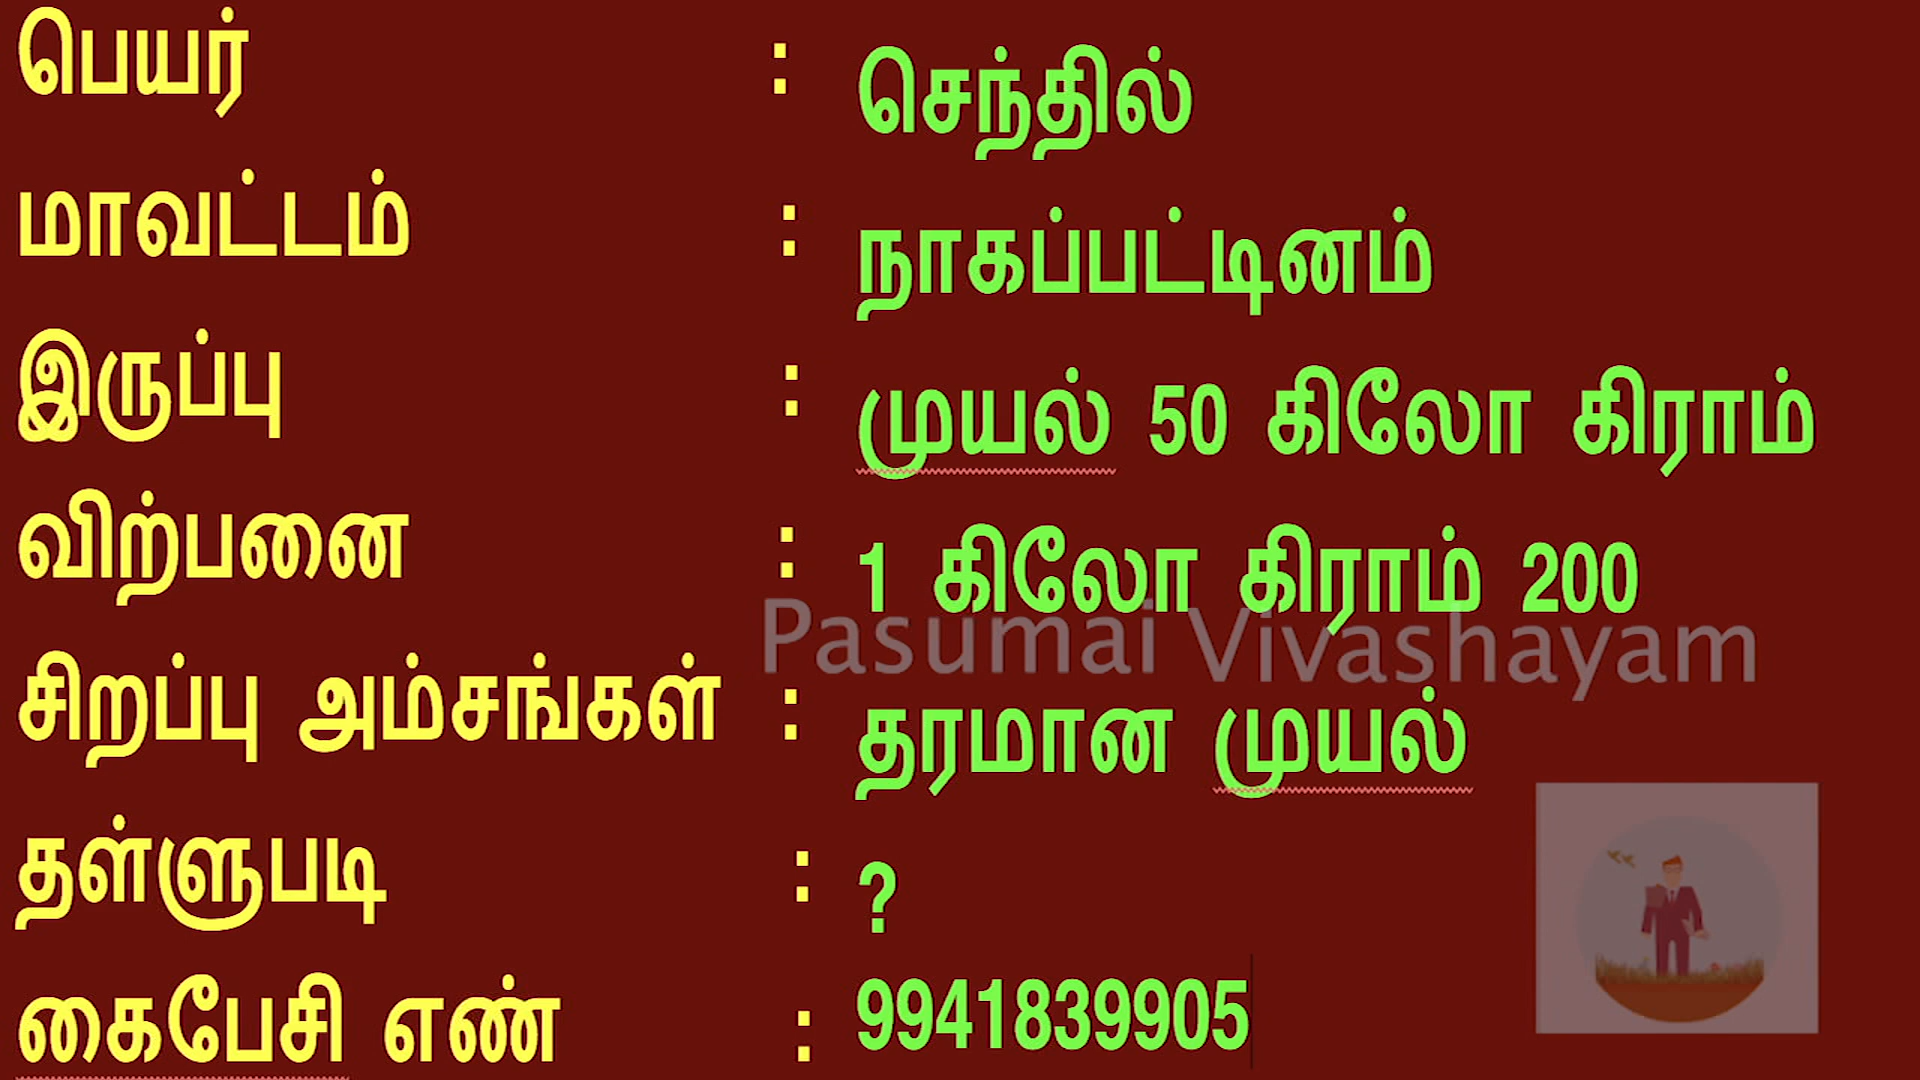 பெயர் : செந்தில்
மாவட்டம் : நாகப்பட்டினம்
இருப்பு : முயல் 50 கிலோ கிராம்
விற்பனை : 1 கிலோ கிராம் 200
Pasumai Vivashayam
சிறப்பு அம்சங்கள் : தரமான முயல்
தள்ளுபடி : ?
கைபேசி எண் : 9941839905